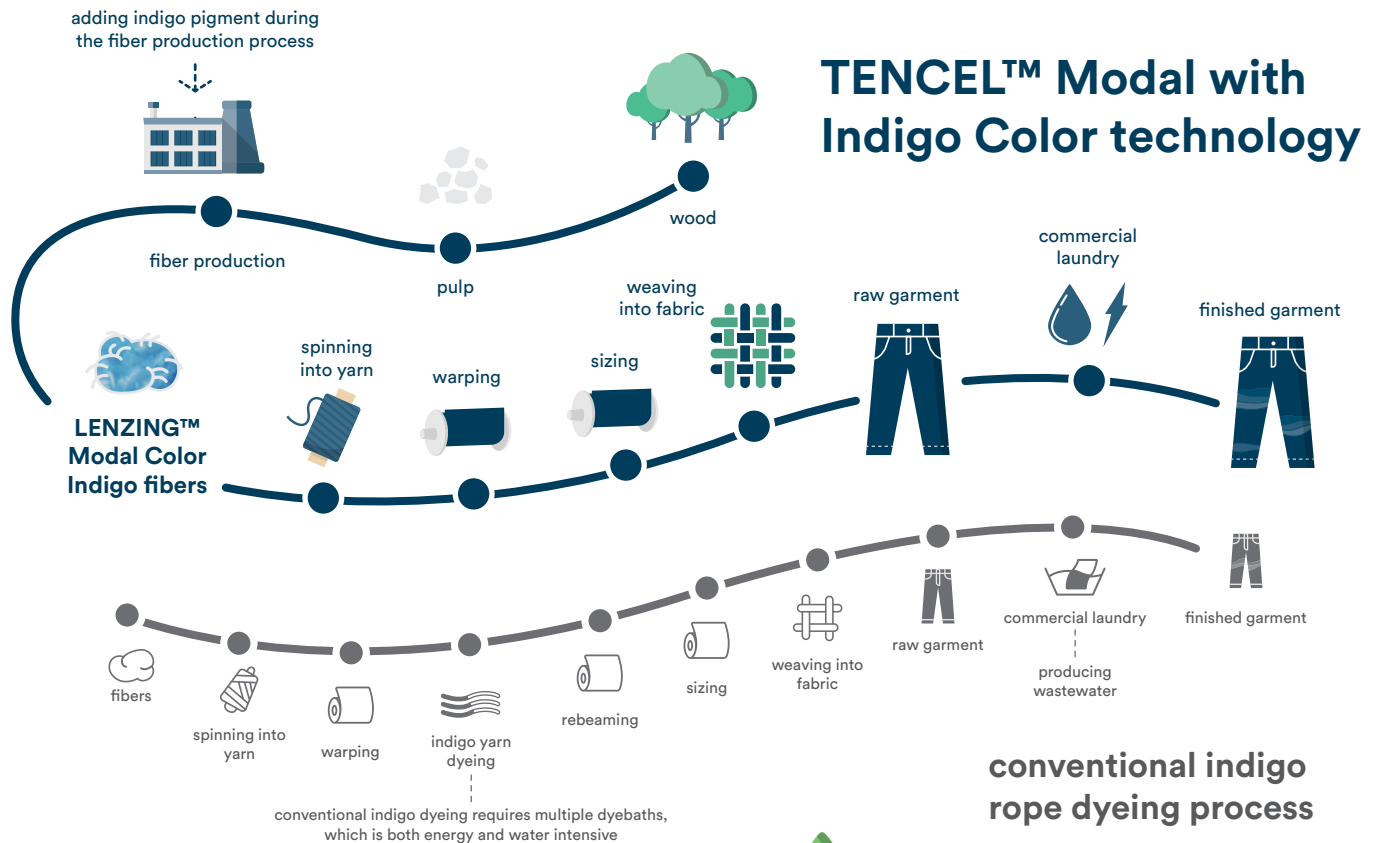 adding indigo pigment during
the fiber production process
TENCEL™ Modal with
Indigo Color technology
wood
fiber production
pulp
commercial
laundry
weaving
into fabric
raw garment
finished garment
spinning
into yarn
warping
sizing
LENZING™
Modal Color
Indigo fibers
fibers
spinning into
yarn
warping
indigo yarn
dyeing
conventional indigo dyeing requires multiple dyebaths,
which is both energy and water intensive
rebeaming
sizing
weaving into
fabric
raw garment
commercial laundry
producing
wastewater
finished garment
conventional indigo
rope dyeing process